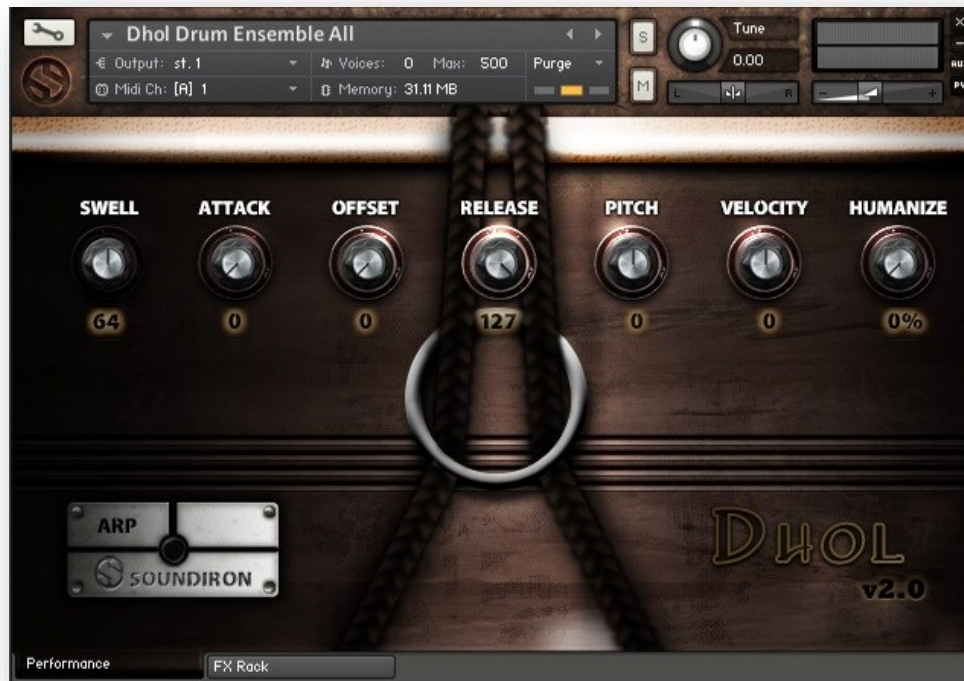 Dhol Drum Ensemble All
Output: st. 1
Voices: 0 Max: 500
Purge
Midi Ch: [A] 1
Memory: 31.11 MB
S
M
Tune
0.00
L R
- +
×
-
AUX
PV
SWELL ATTACK OFFSET RELEASE PITCH VELOCITY HUMANIZE
64 0 0 127 0 0 0%
ARP
SOUNDIRON
DHOL
v2.0
Performance
FX Rack